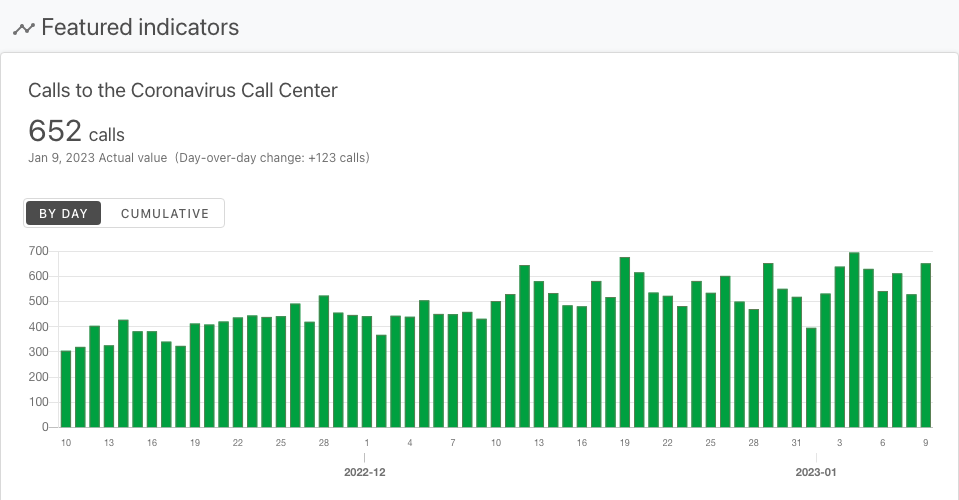 Featured indicators
Calls to the Coronavirus Call Center
652 calls
Jan 9, 2023 Actual value (Day-over-day change: +123 calls)
BY DAY CUMULATIVE
700
600
500
400
300
200
100
0
10 13 16 19 22 25 28 1 4 7 10 13 16 19 22 25 28 31 3 6 9
2022-12 2023-01